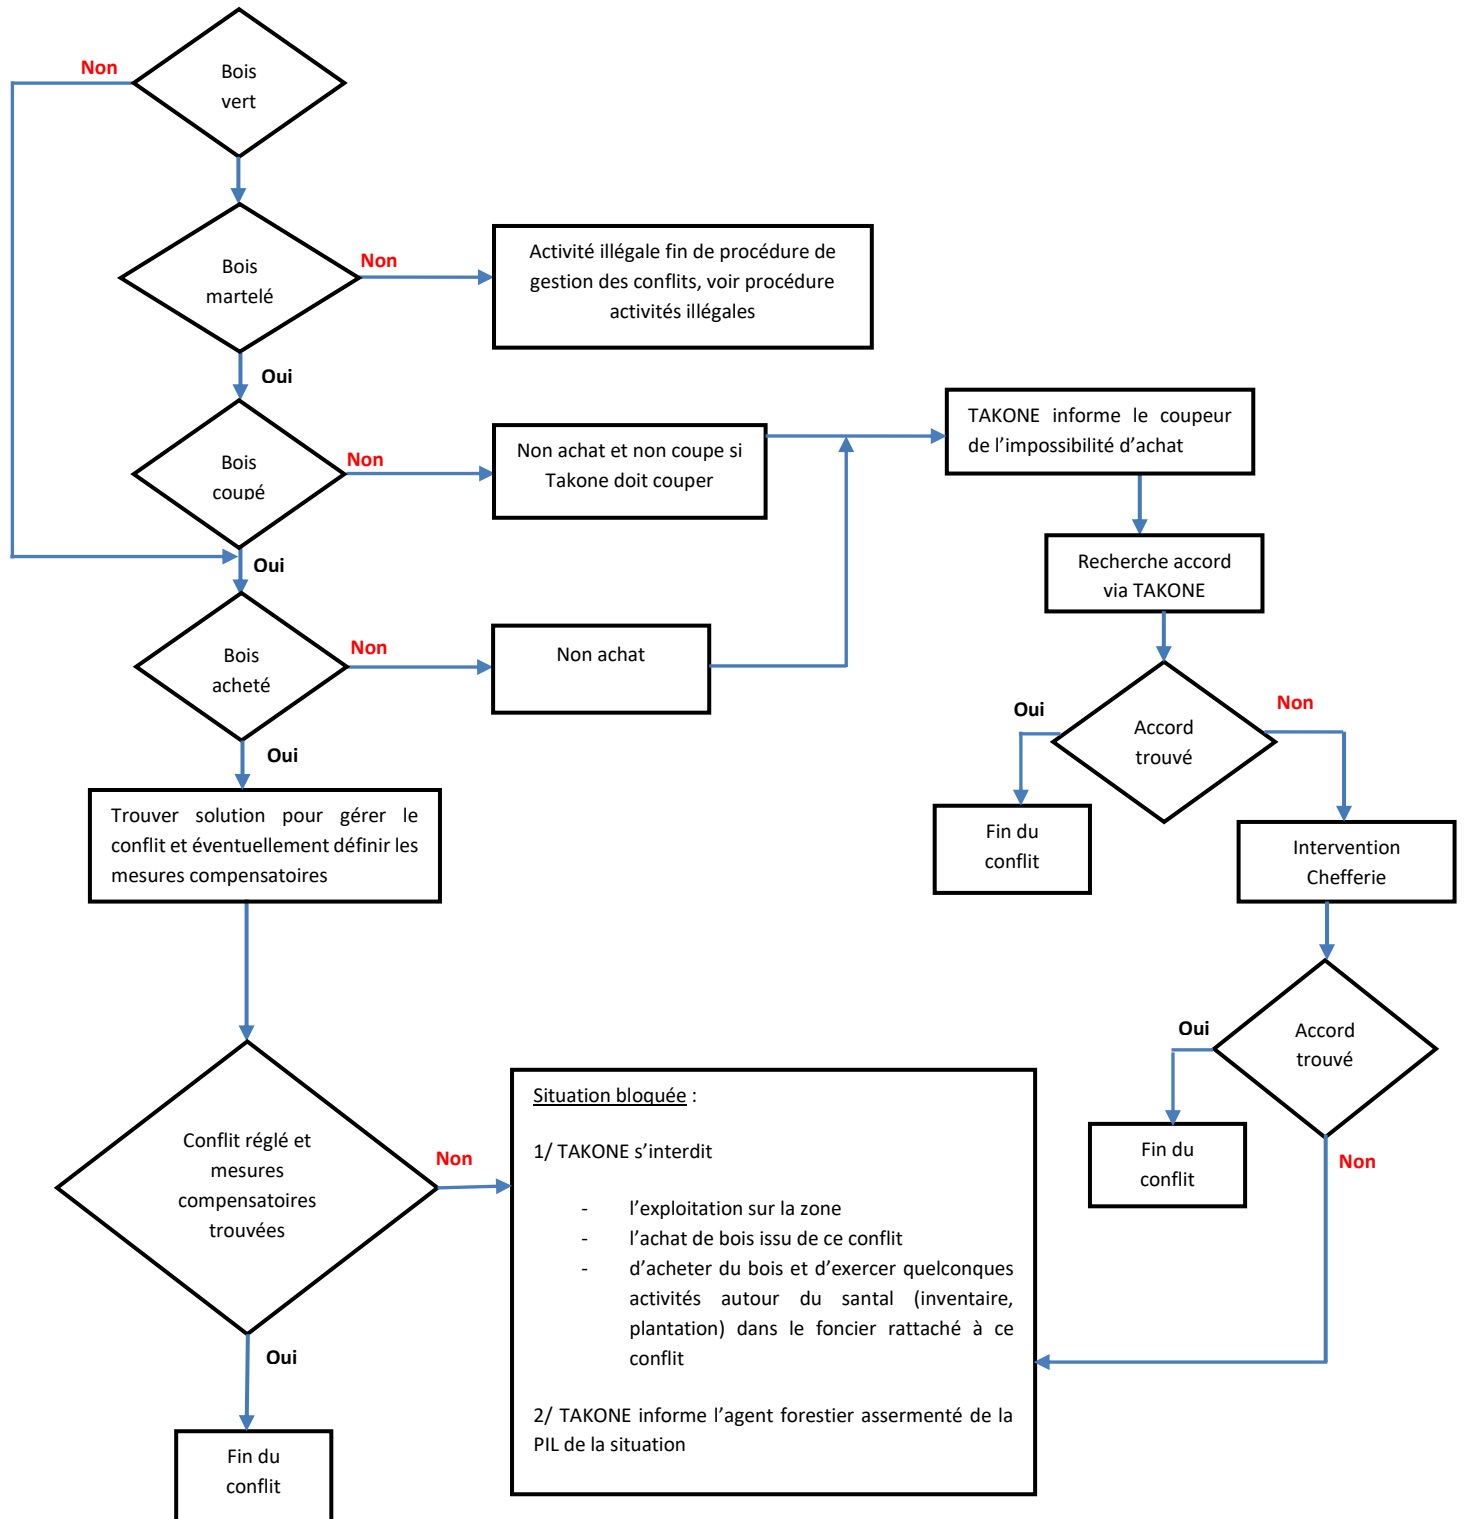 Non
Bois
vert
Bois
martelé
Non
Activité illégale fin de procédure de
gestion des conflits, voir procédure
activités illégales
Oui
Bois
coupé
Non
Non achat et non coupe si
Takone doit couper
TAKONE informe le coupeur
de l’impossibilité d’achat
Oui
Recherche accord
via TAKONE
Bois
acheté
Non
Non achat
Oui
Accord
trouvé
Oui
Non
Trouver solution pour gérer le
conflit et éventuellement définir les
mesures compensatoires
Fin du
conflit
Intervention
Chefferie
Accord
trouvé
Oui
Non
Fin du
conflit
Conflit réglé et
mesures
compensatoires
trouvées
Non
Situation bloquée :
1/ TAKONE s’interdit
- l’exploitation sur la zone
- l’achat de bois issu de ce conflit
- d’acheter du bois et d’exercer quelconques
activités autour du santal (inventaire,
plantation) dans le foncier rattaché à ce
conflit
2/ TAKONE informe l’agent forestier assermenté de la
PIL de la situation
Oui
Fin du
conflit